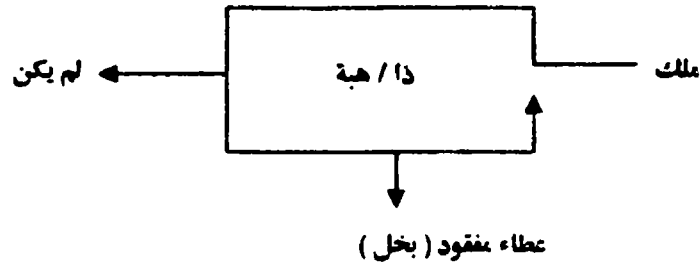 ملك ذا / هبة لم يكن
عطاء مفقود ( بخل )